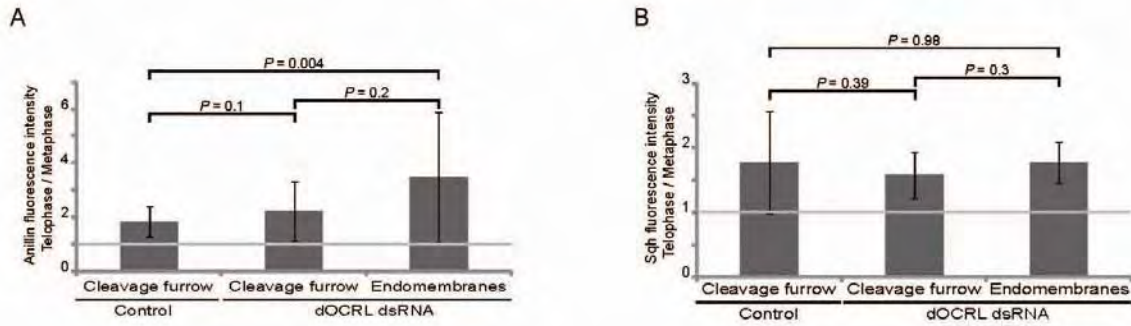 A
P = 0.004
P = 0.1
P = 0.2
Anillin fluorescence intensity
Telophase / Metaphase
6
4
2
0
Cleavage furrow
Cleavage furrow
Endomembranes
Control
dOCRL dsRNA
B
P = 0.98
P = 0.39
P = 0.3
Sqh fluorescence intensity
Telophase / Metaphase
3
2
1
0
Cleavage furrow
Cleavage furrow
Endomembranes
Control
dOCRL dsRNA